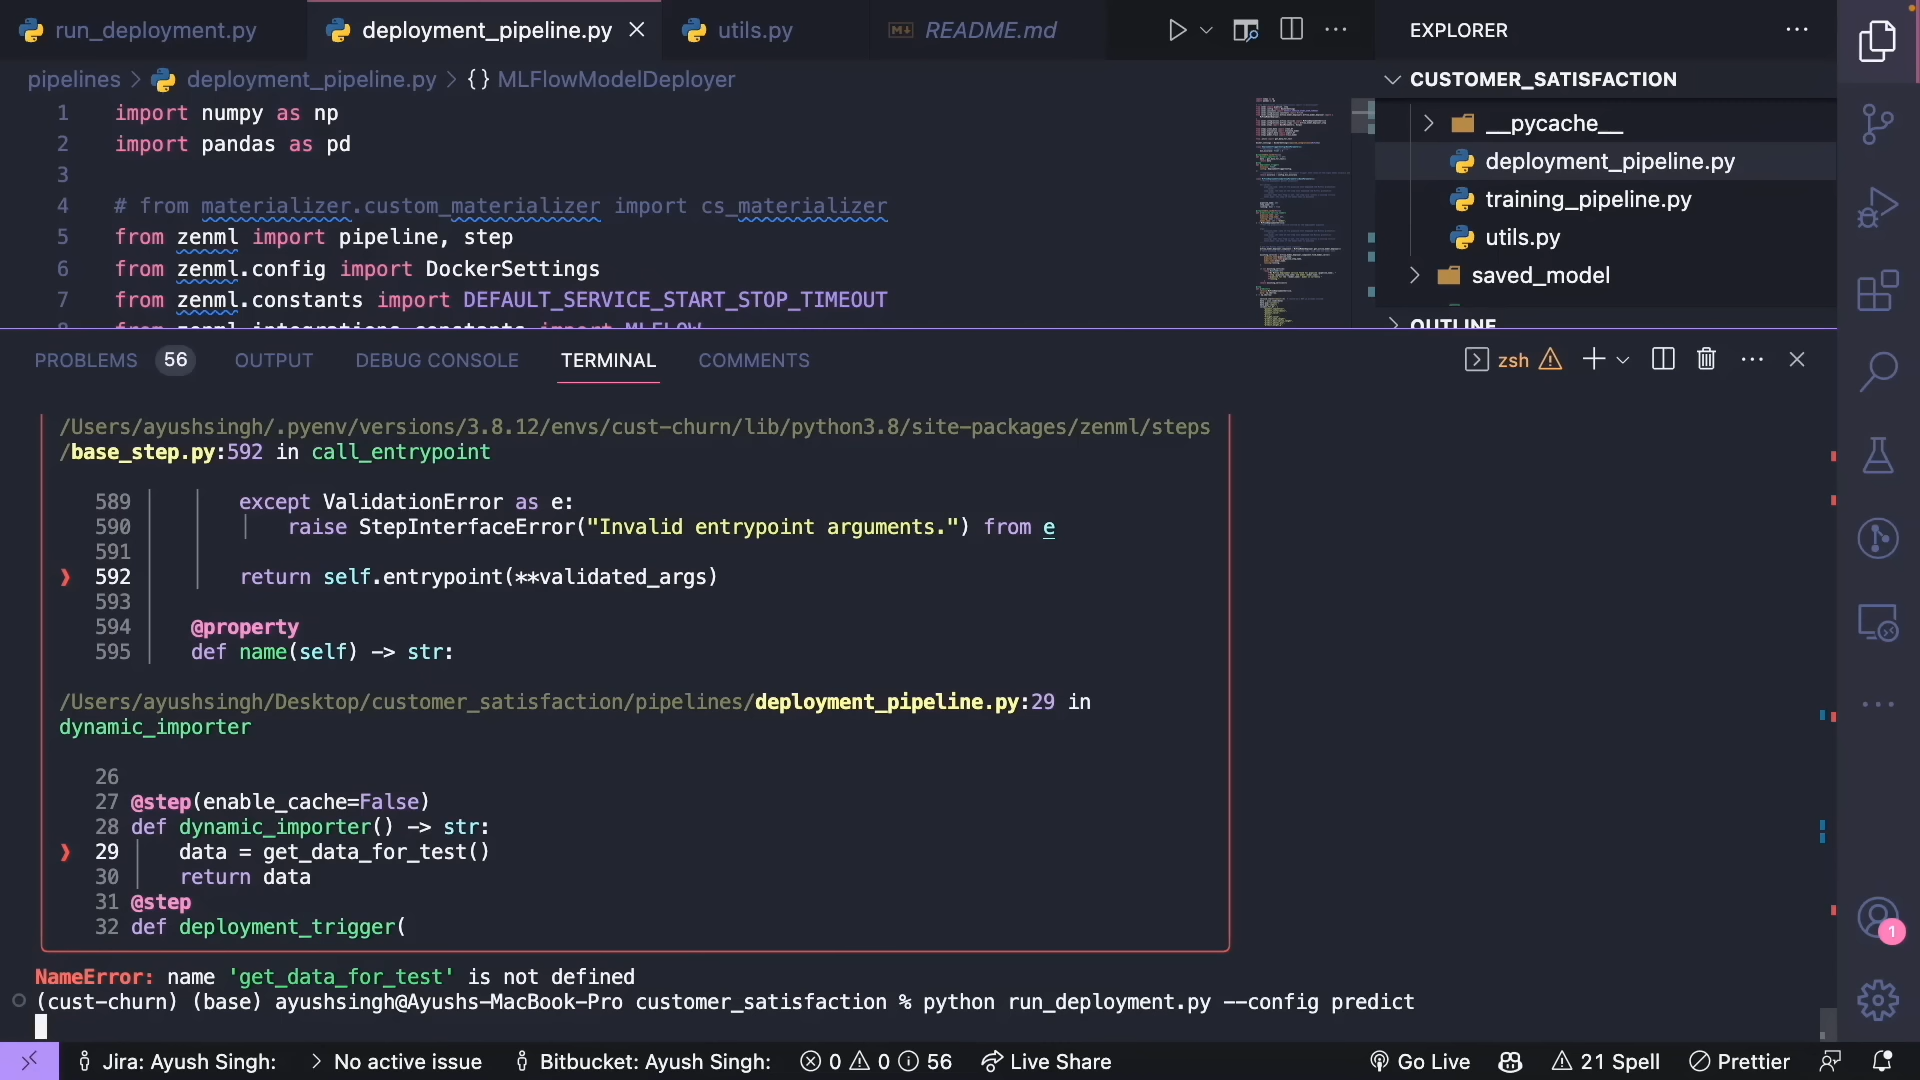 run_deployment.py deployment_pipeline.py utils.py README.md
EXPLORER
pipelines > deployment_pipeline.py > {} MLFlowModelDeployer
1 import numpy as np
2 import pandas as pd
3
4 # from materializer.custom_materializer import cs_materializer
5 from zenml import pipeline, step
6 from zenml.config import DockerSettings
7 from zenml.constants import DEFAULT_SERVICE_START_STOP_TIMEOUT
8 from zenml.integrations.constants import MLFLOW
CUSTOMER_SATISFACTION
__pycache__
deployment_pipeline.py
training_pipeline.py
utils.py
saved_model
OUTLINE
PROBLEMS 56 OUTPUT DEBUG CONSOLE TERMINAL COMMENTS
zsh
/Users/ayushsingh/.pyenv/versions/3.8.12/envs/cust-churn/lib/python3.8/site-packages/zenml/steps
/base_step.py:592 in call_entrypoint
589 except ValidationError as e:
590 raise StepInterfaceError("Invalid entrypoint arguments.") from e
591
❱ 592 return self.entrypoint(**validated_args)
593
594 @property
595 def name(self) -> str:
/Users/ayushsingh/Desktop/customer_satisfaction/pipelines/deployment_pipeline.py:29 in
dynamic_importer
26
27 @step(enable_cache=False)
28 def dynamic_importer() -> str:
❱ 29 data = get_data_for_test()
30 return data
31 @step
32 def deployment_trigger(
NameError: name 'get_data_for_test' is not defined
(cust-churn) (base) ayushsingh@Ayushs-MacBook-Pro customer_satisfaction % python run_deployment.py --config predict
1
Jira: Ayush Singh: > No active issue Bitbucket: Ayush Singh: 0 0 56 Live Share Go Live 21 Spell Prettier